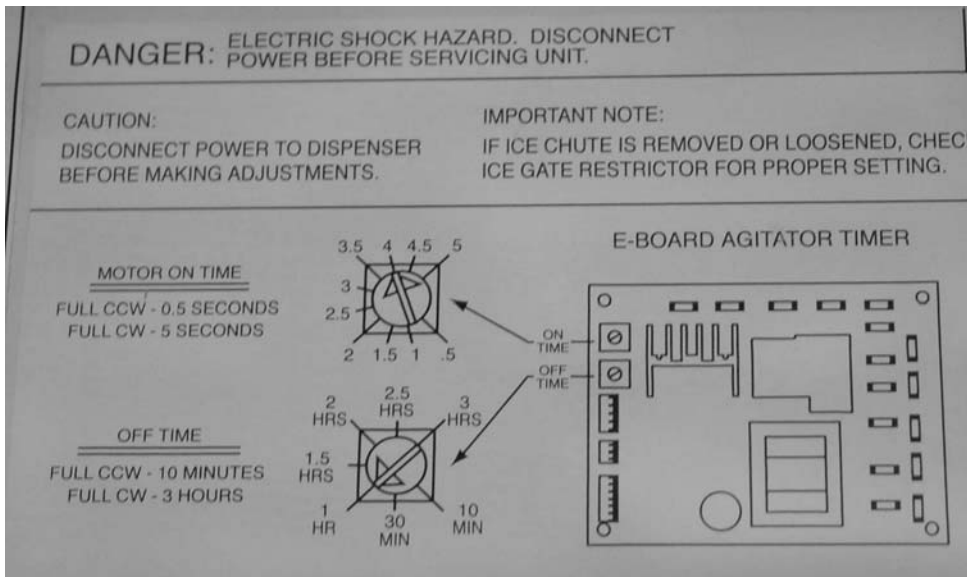 DANGER: ELECTRIC SHOCK HAZARD. DISCONNECT
POWER BEFORE SERVICING UNIT.
CAUTION:
DISCONNECT POWER TO DISPENSER
BEFORE MAKING ADJUSTMENTS.
IMPORTANT NOTE:
IF ICE CHUTE IS REMOVED OR LOOSENED, CHEC
ICE GATE RESTRICTOR FOR PROPER SETTING.
MOTOR ON TIME
FULL CCW - 0.5 SECONDS
FULL CW - 5 SECONDS
3.5 4 4.5 5
3
2.5
2 1.5 1 .5
OFF TIME
FULL CCW - 10 MINUTES
FULL CW - 3 HOURS
2
HRS
2.5
HRS
3
HRS
1.5
HRS
1
HR
30
MIN
10
MIN
E-BOARD AGITATOR TIMER
ON
TIME
OFF
TIME